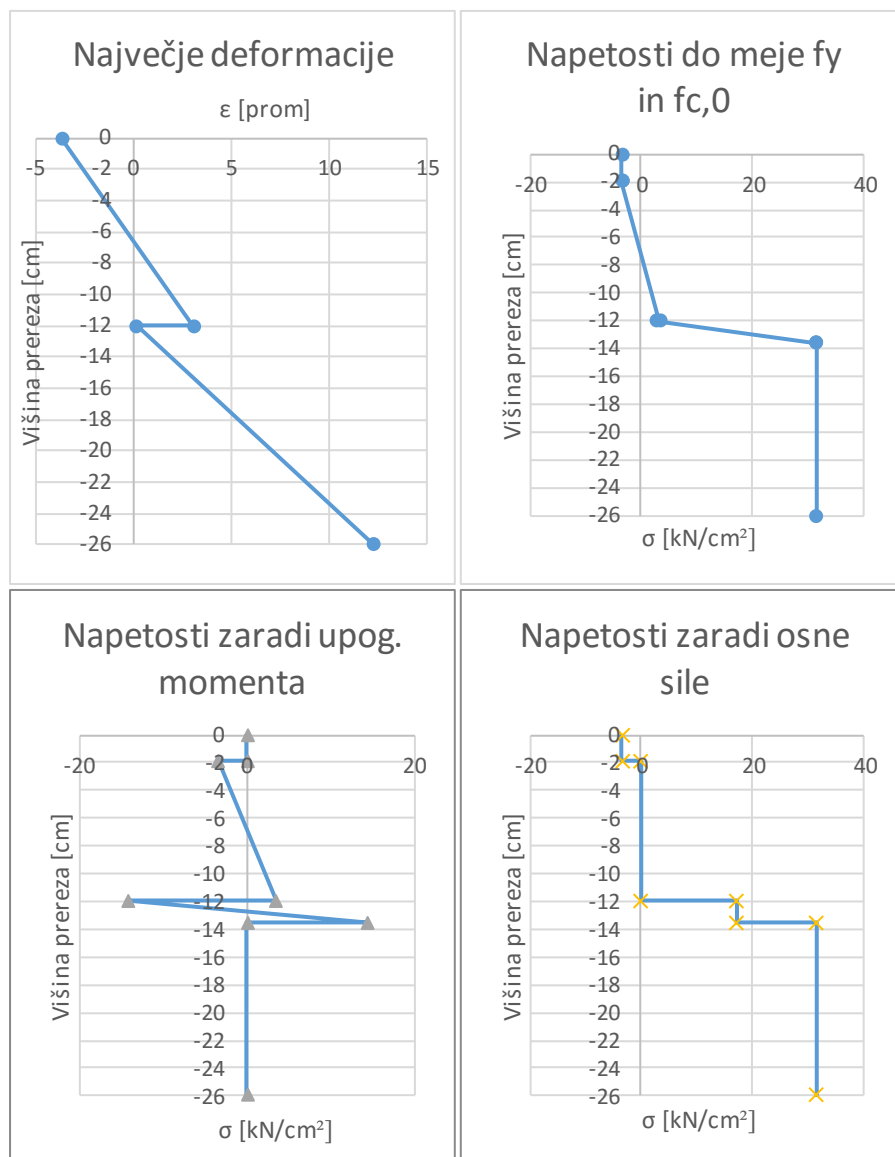 Največje deformacije
ε [prom]
-5 0 5 10 15
0
-2
-4
-6
-8
-10
-12
-14
-16
-18
-20
-22
-24
-26
Višina prereza [cm]
Napetosti do meje fy
in fc,0
-20 0 20 40
0
-2
-4
-6
-8
-10
-12
-14
-16
-18
-20
-22
-24
-26
Višina prereza [cm]
σ [kN/cm²]
Napetosti zaradi upog.
momenta
-20 0 20
0
-2
-4
-6
-8
-10
-12
-14
-16
-18
-20
-22
-24
-26
Višina prereza [cm]
σ [kN/cm²]
Napetosti zaradi osne
sile
-20 0 20 40
0
-2
-4
-6
-8
-10
-12
-14
-16
-18
-20
-22
-24
-26
Višina prereza [cm]
σ [kN/cm²]